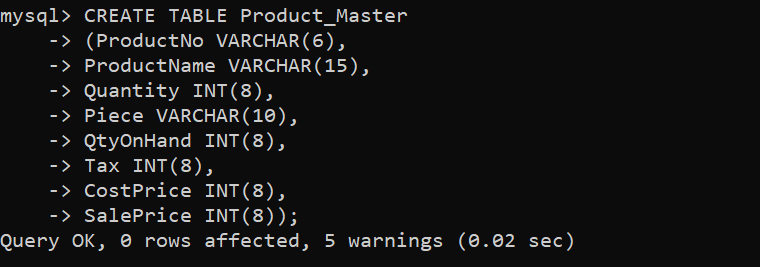 mysql> CREATE TABLE Product_Master
    -> (ProductNo VARCHAR(6),
    -> ProductName VARCHAR(15),
    -> Quantity INT(8),
    -> Piece VARCHAR(10),
    -> QtyOnHand INT(8),
    -> Tax INT(8),
    -> CostPrice INT(8),
    -> SalePrice INT(8));
Query OK, 0 rows affected, 5 warnings (0.02 sec)